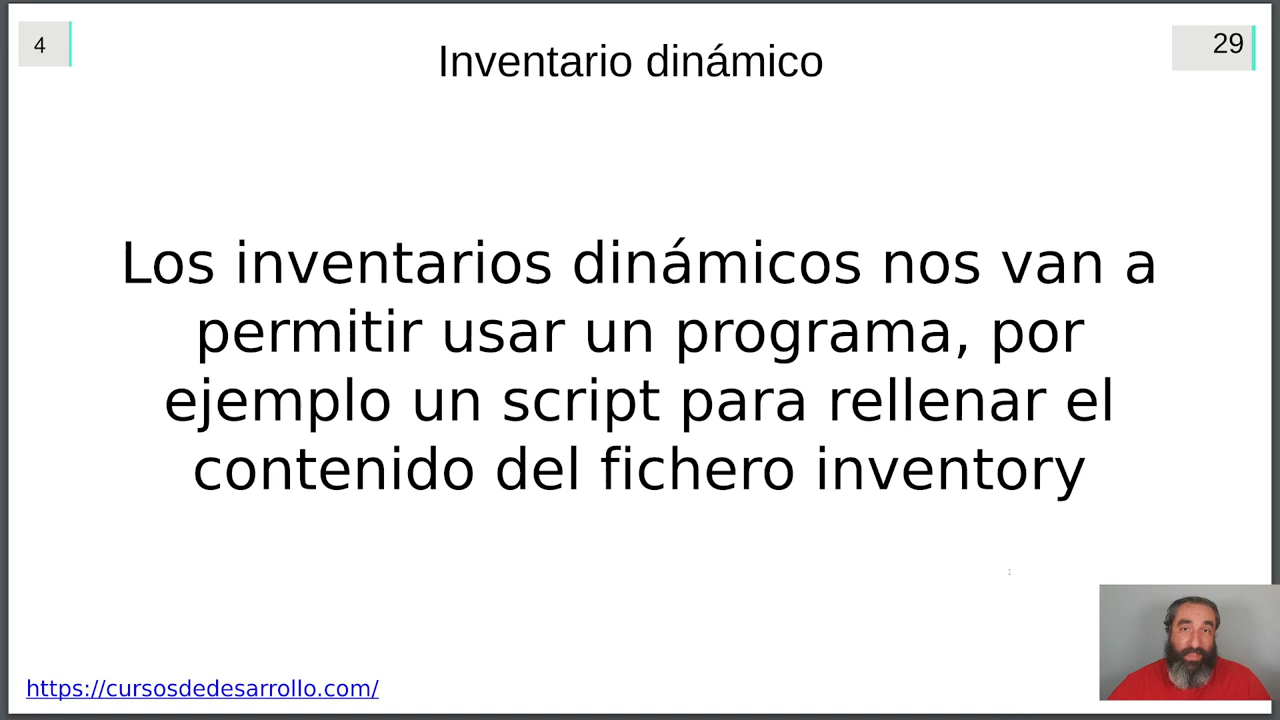 4
29
Inventario dinámico
Los inventarios dinámicos nos van a
permitir usar un programa, por
ejemplo un script para rellenar el
contenido del fichero inventory
https://cursosdedesarrollo.com/